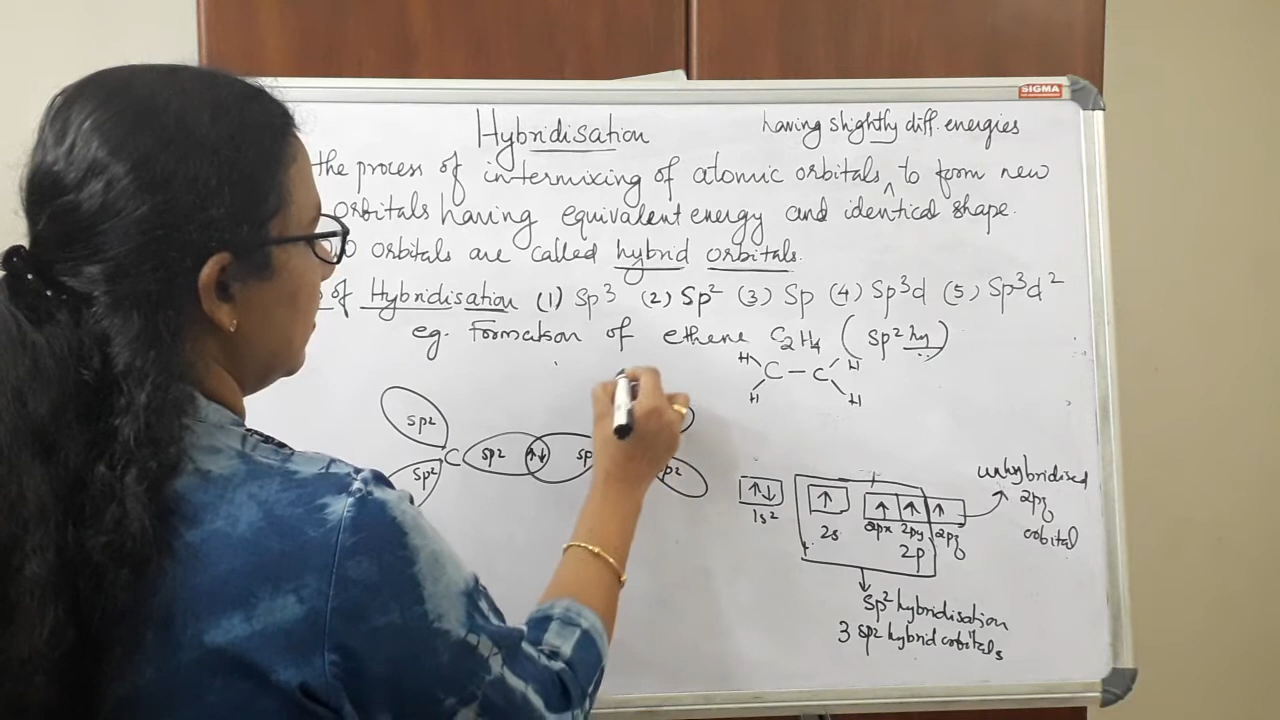 SIGMA
Hybridisation
having slightly diff. energies
the process of intermixing of atomic orbitals ^ to form new
orbitals having equivalent energy and identical shape.
orbitals are called hybrid orbitals.
of Hybridisation (1) Sp³ (2) Sp² (3) Sp (4) Sp³d (5) Sp³d²
eg. Formation of ethene C₂H₄ (Sp² hy)
H H
C – C
H H
sp²
C sp² ↑↓ sp
sp²
p2
↑↓ ↑ ↑ ↑ ↑
1s² 2s 2px 2py 2pz
2p
unhybridised
2pz
orbital
Sp² hybridisation
3 sp2 hybrid orbitals